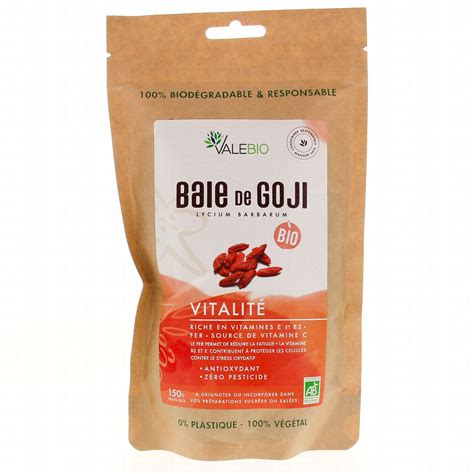 100% BIODÉGRADABLE & RESPONSABLE
VALEBIO
BAIE DE GOJI
LYCIUM BARBARUM
BIO
VITALITÉ
RICHE EN VITAMINES E ET B2 •
FER • SOURCE DE VITAMINE C
LE FER PERMET DE RÉDUIRE LA FATIGUE • LA VITAMINE
B2 ET E CONTRIBUENT À PROTÉGER LES CELLULES
CONTRE LE STRESS OXYDATIF
• ANTIOXYDANT
• ZÉRO PESTICIDE
150G
À GRIGNOTER OU INCORPORER DANS
VOS PRÉPARATIONS SUCRÉES OU SALÉES.
AB
0% PLASTIQUE - 100% VÉGÉTAL